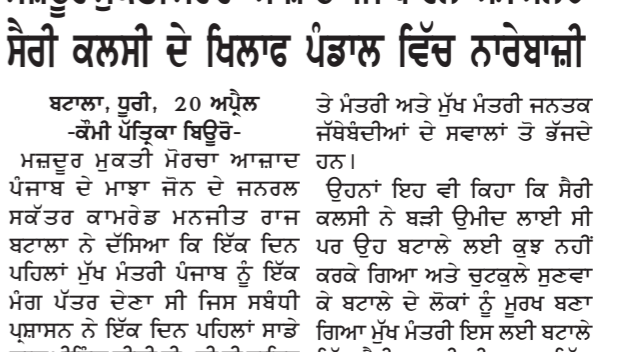 ਸੈਰੀ ਕਲਸੀ ਦੇ ਖਿਲਾਫ ਪੰਡਾਲ ਵਿੱਚ ਨਾਰੇਬਾਜ਼ੀ
ਬਟਾਲਾ, ਧੂਰੀ, 20 ਅਪ੍ਰੈਲ
-ਕੌਮੀ ਪੱਤ੍ਰਿਕਾ ਬਿਊਰੋ-
ਮਜ਼ਦੂਰ ਮੁਕਤੀ ਮੋਰਚਾ ਆਜ਼ਾਦ
ਪੰਜਾਬ ਦੇ ਮਾਝਾ ਜੋਨ ਦੇ ਜਨਰਲ
ਸਕੱਤਰ ਕਾਮਰੇਡ ਮਨਜੀਤ ਰਾਜ
ਬਟਾਲਾ ਨੇ ਦੱਸਿਆ ਕਿ ਇੱਕ ਦਿਨ
ਪਹਿਲਾਂ ਮੁੱਖ ਮੰਤਰੀ ਪੰਜਾਬ ਨੂੰ ਇੱਕ
ਮੰਗ ਪੱਤਰ ਦੇਣਾ ਸੀ ਜਿਸ ਸਬੰਧੀ
ਪ੍ਰਸ਼ਾਸਨ ਨੇ ਇੱਕ ਦਿਨ ਪਹਿਲਾਂ ਸਾਡੇ
ਤੇ ਮੰਤਰੀ ਅਤੇ ਮੁੱਖ ਮੰਤਰੀ ਜਨਤਕ
ਜੱਥੇਬੰਦੀਆਂ ਦੇ ਸਵਾਲਾਂ ਤੋ ਭੱਜਦੇ
ਹਨ।
ਉਹਨਾਂ ਇਹ ਵੀ ਕਿਹਾ ਕਿ ਸੈਰੀ
ਕਲਸੀ ਨੇ ਬੜੀ ਉਮੀਦ ਲਾਈ ਸੀ
ਪਰ ਉਹ ਬਟਾਲੇ ਲਈ ਕੁਝ ਨਹੀਂ
ਕਰਕੇ ਗਿਆ ਅਤੇ ਚੁਟਕੁਲੇ ਸੁਣਵਾ
ਕੇ ਬਟਾਲੇ ਦੇ ਲੋਕਾਂ ਨੂੰ ਮੂਰਖ ਬਣਾ
ਗਿਆ ਮੁੱਖ ਮੰਤਰੀ ਇਸ ਲਈ ਬਟਾਲੇ